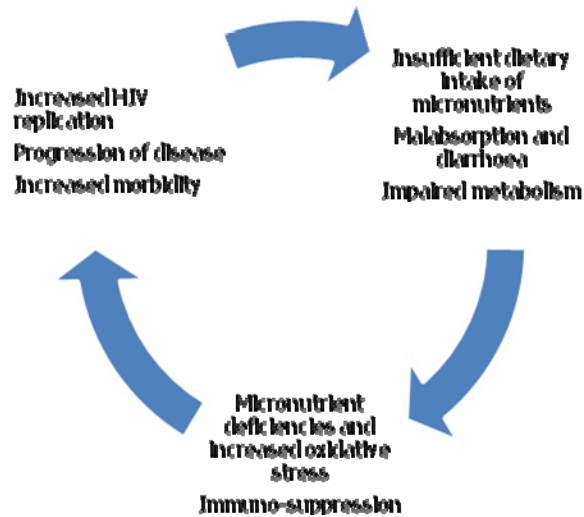 Increased HIV
replication
Progression of disease
Increased morbidity
Insufficient dietary
intake of
micronutrients
Malabsorption and
diarrhoea
Impaired metabolism
Micronutrient
deficiencies and
increased oxidative
stress
Immuno-suppression